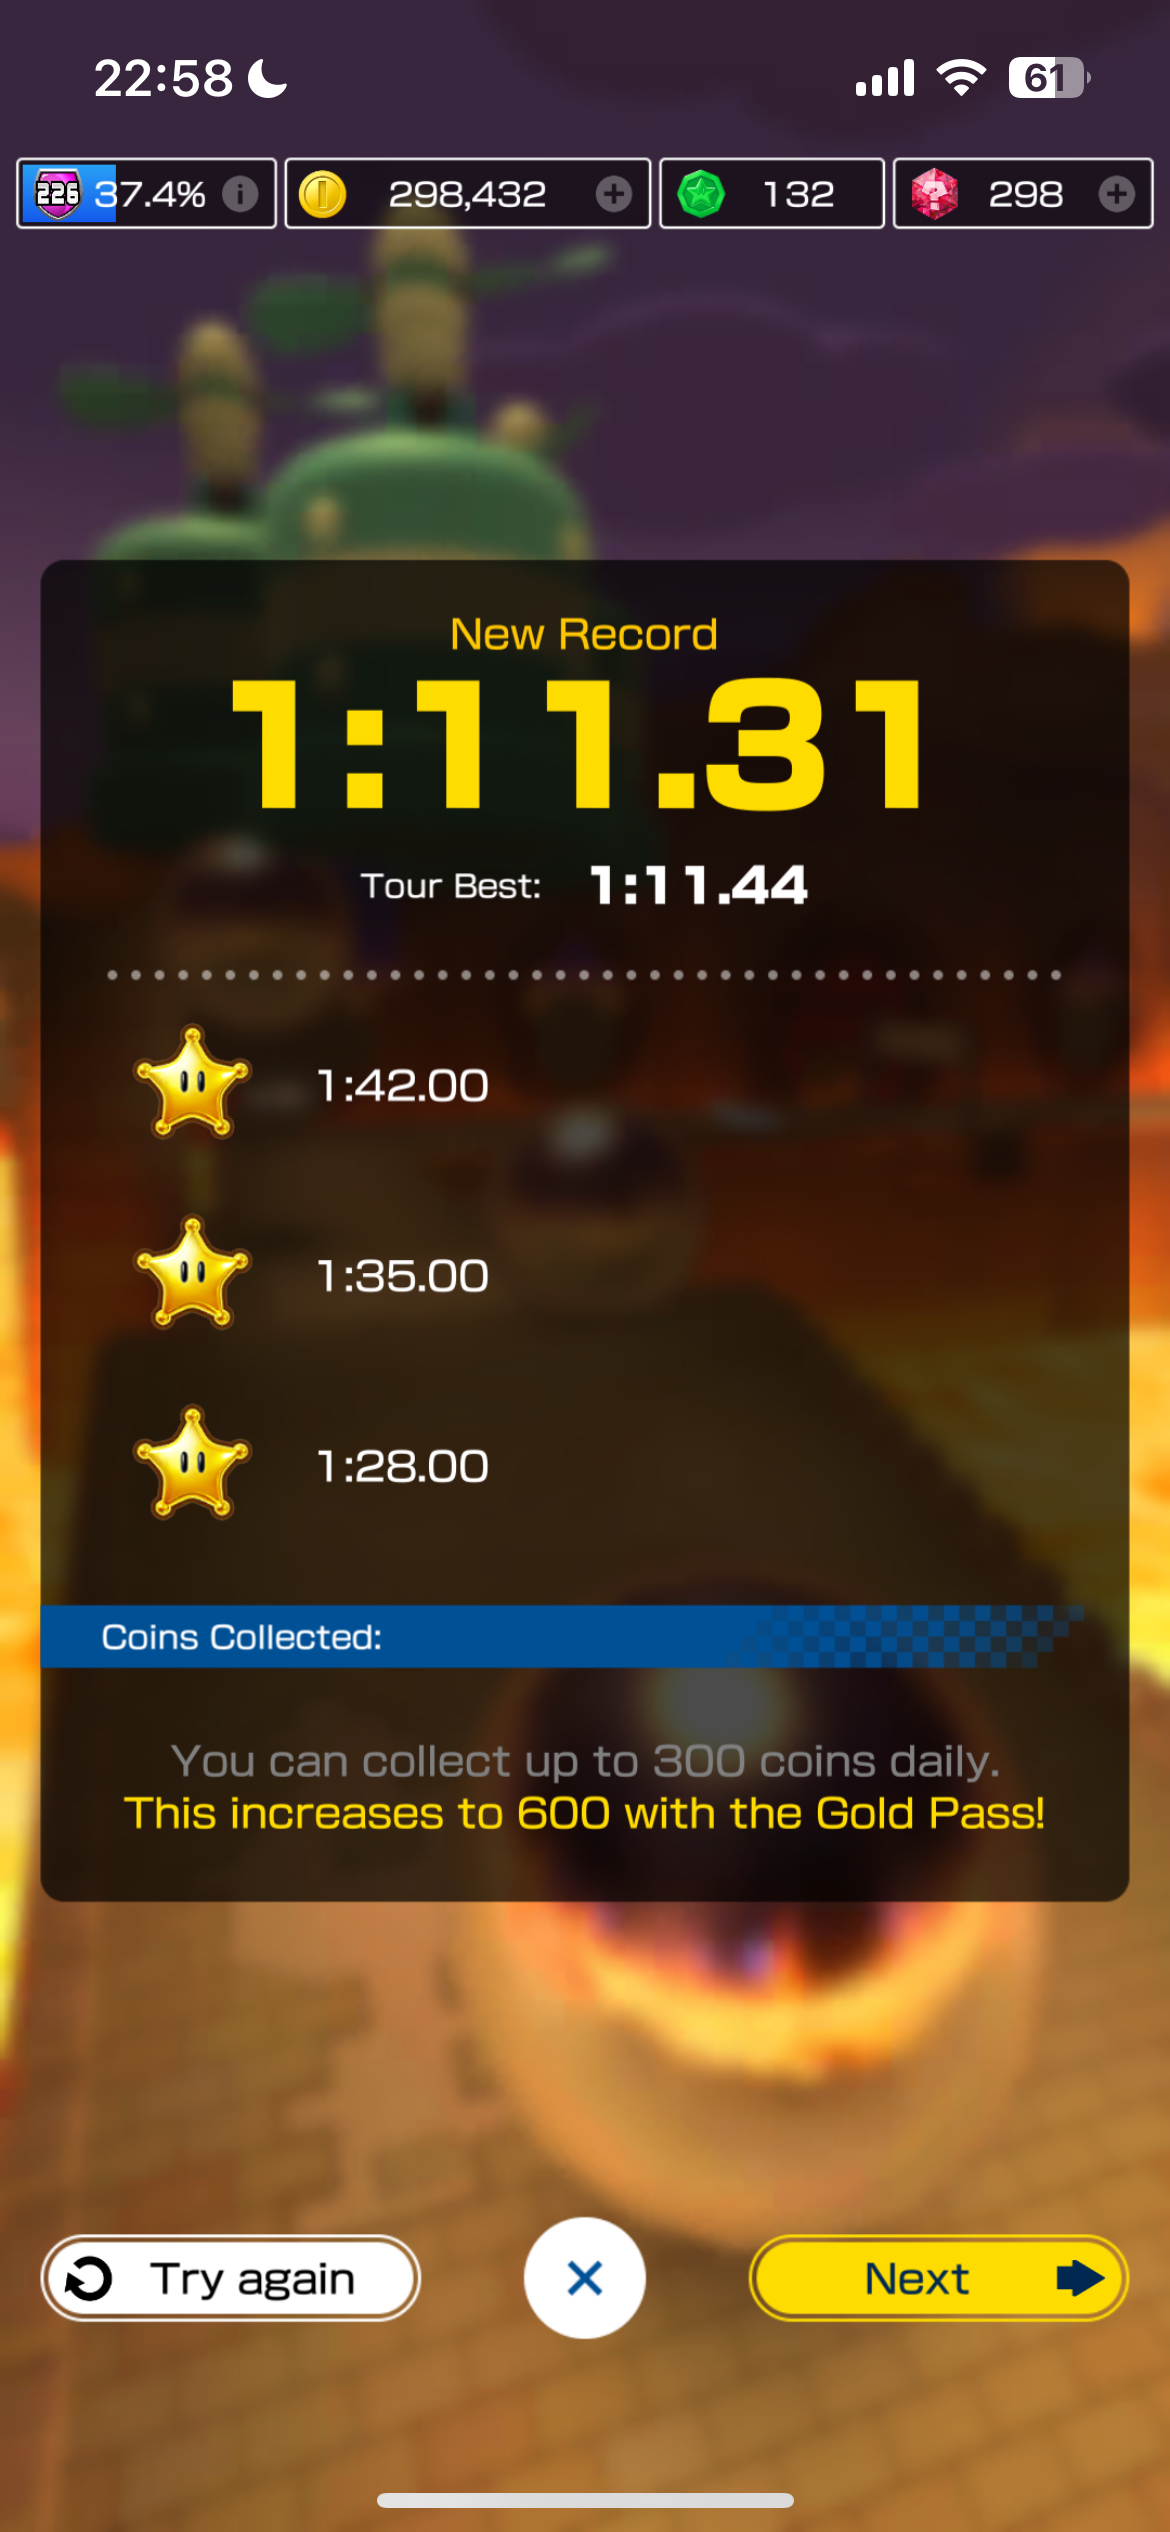 22:58
61
226 37.4%
298,432
132
298
New Record
1:11.31
Tour Best: 1:11.44
1:42.00
1:35.00
1:28.00
Coins Collected:
You can collect up to 300 coins daily.
This increases to 600 with the Gold Pass!
Try again
Next